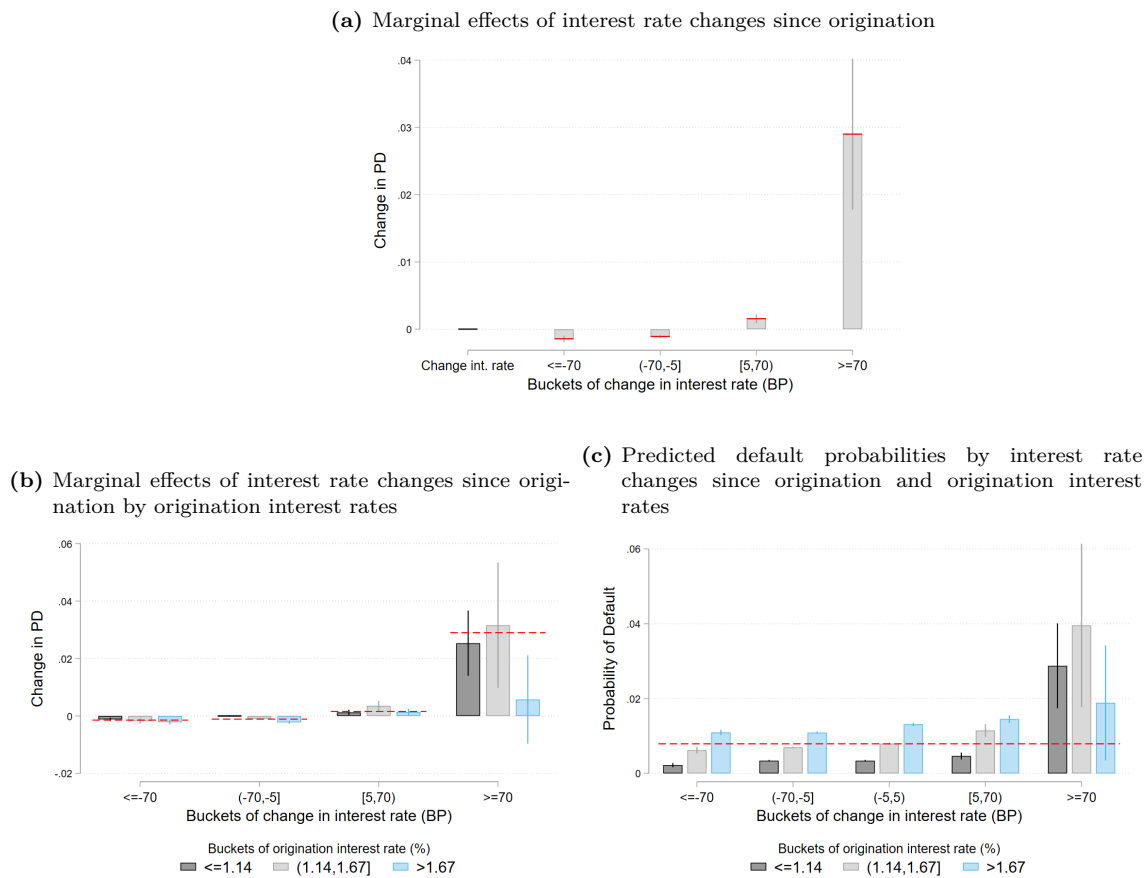 (a) Marginal effects of interest rate changes since origination
.04
.03
.02
.01
0
Change in PD
Change int. rate
<=-70
(-70,-5]
[5,70)
>=70
Buckets of change in interest rate (BP)
(b) Marginal effects of interest rate changes since origi-
nation by origination interest rates
.06
.04
.02
0
-.02
Change in PD
<=-70
(-70,-5]
[5,70)
>=70
Buckets of change in interest rate (BP)
Buckets of origination interest rate (%)
<=1.14
(1.14,1.67]
>1.67
(c) Predicted default probabilities by interest rate
changes since origination and origination interest
rates
.06
.04
.02
0
Probability of Default
<=-70
(-70,-5]
(-5,5)
[5,70)
>=70
Buckets of change in interest rate (BP)
Buckets of origination interest rate (%)
<=1.14
(1.14,1.67]
>1.67